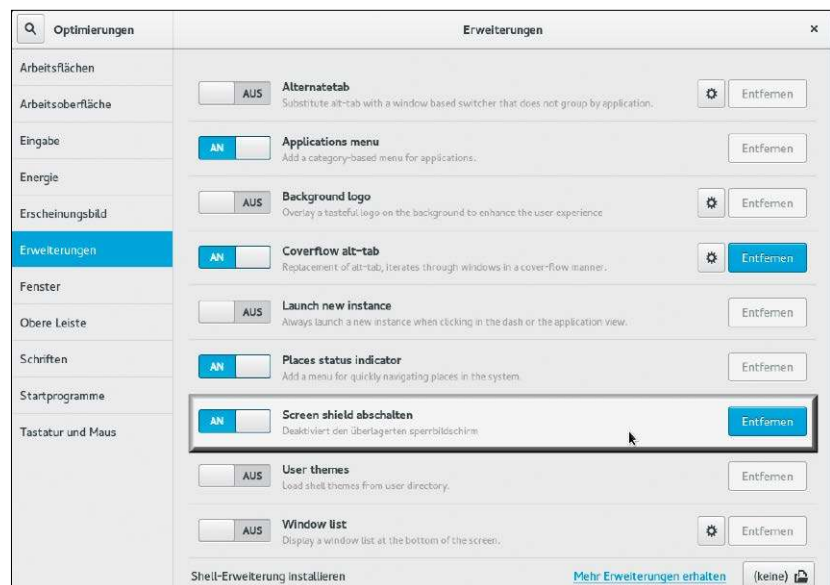 Optimierungen
Erweiterungen
×
Arbeitsflächen
Arbeitsoberfläche
Eingabe
Energie
Erscheinungsbild
Erweiterungen
Fenster
Obere Leiste
Schriften
Startprogramme
Tastatur und Maus
AUS
Alternatetab
Substitute alt-tab with a window based switcher that does not group by application.
Entfernen
AN
Applications menu
Add a category-based menu for applications.
Entfernen
AUS
Background logo
Overlay a tasteful logo on the background to enhance the user experience
Entfernen
AN
Coverflow alt-tab
Replacement of alt-tab, iterates through windows in a cover-flow manner.
Entfernen
AUS
Launch new instance
Always launch a new instance when clicking in the dash or the application view.
Entfernen
AN
Places status indicator
Add a menu for quickly navigating places in the system.
Entfernen
AN
Screen shield abschalten
Deaktiviert den überlagerten sperrbildschirm
Entfernen
AUS
User themes
Load shell themes from user directory.
Entfernen
AUS
Window list
Display a window list at the bottom of the screen.
Entfernen
Shell-Erweiterung installieren
Mehr Erweiterungen erhalten
(keine)